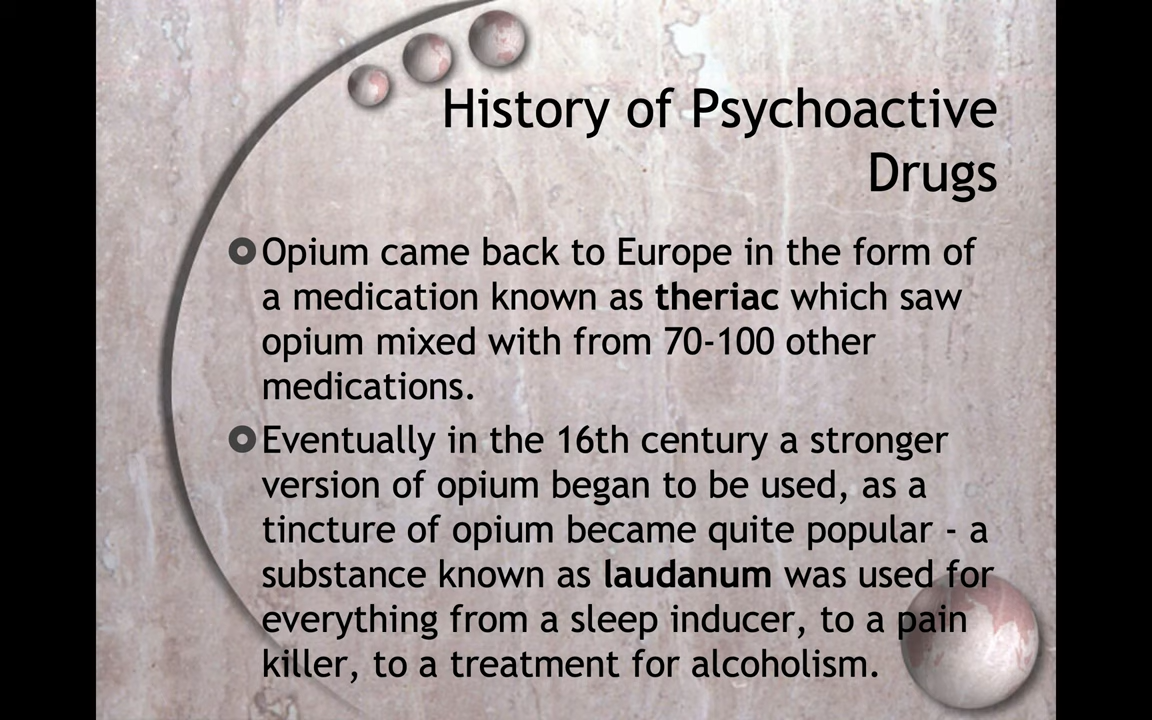 History of Psychoactive
Drugs
Opium came back to Europe in the form of
a medication known as theriac which saw
opium mixed with from 70-100 other
medications.
Eventually in the 16th century a stronger
version of opium began to be used, as a
tincture of opium became quite popular - a
substance known as laudanum was used for
everything from a sleep inducer, to a pain
killer, to a treatment for alcoholism.